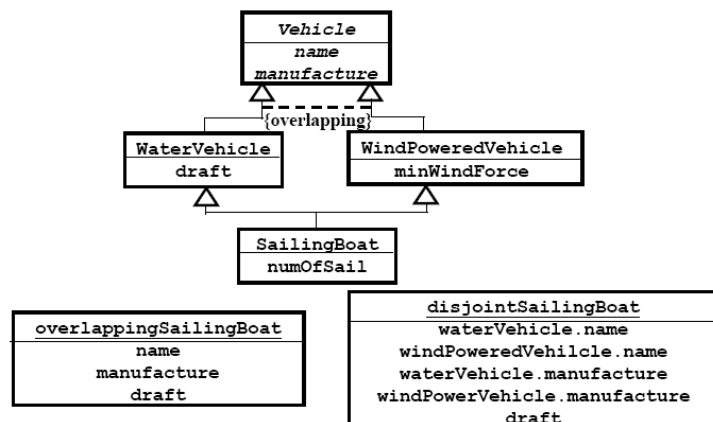 Vehicle
name
manufacture
{overlapping}
WaterVehicle
draft
WindPoweredVehicle
minWindForce
SailingBoat
numOfSail
overlappingSailingBoat
name
manufacture
draft
disjointSailingBoat
waterVehicle.name
windPoweredVehilcle.name
waterVehicle.manufacture
windPowerVehicle.manufacture
draft